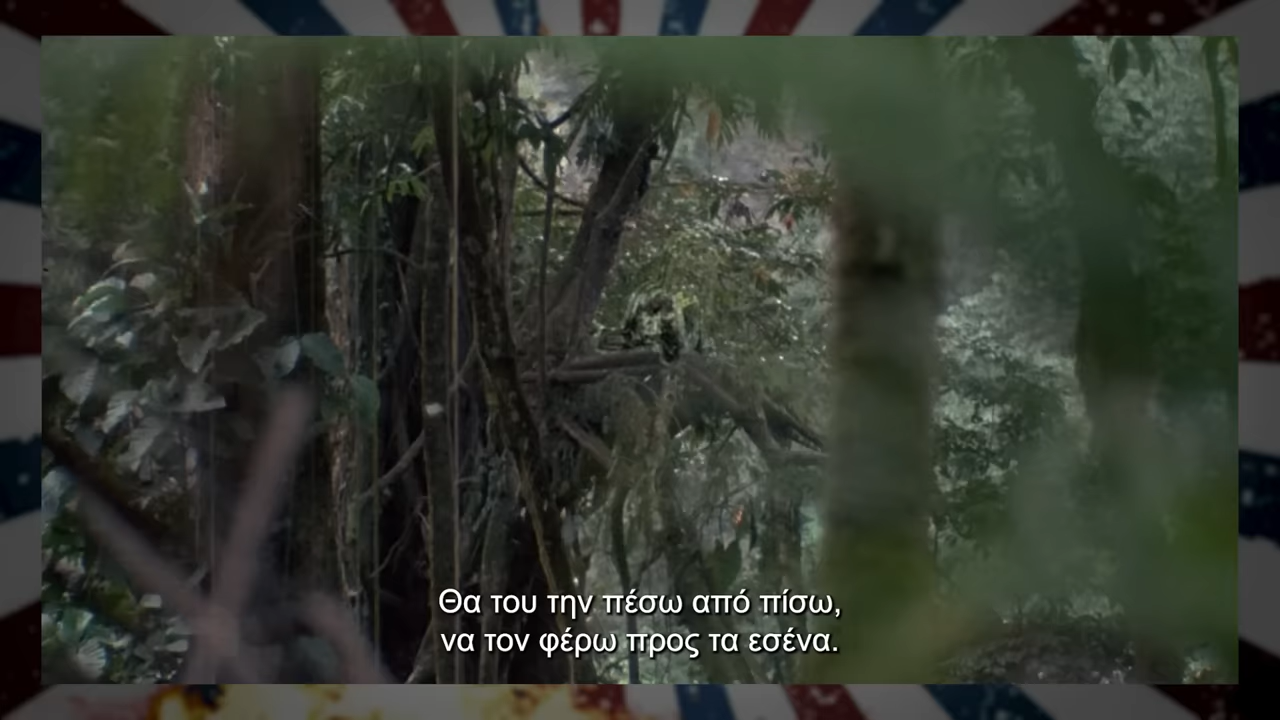 Θα του την πέσω από πίσω,
να τον φέρω προς τα εσένα.